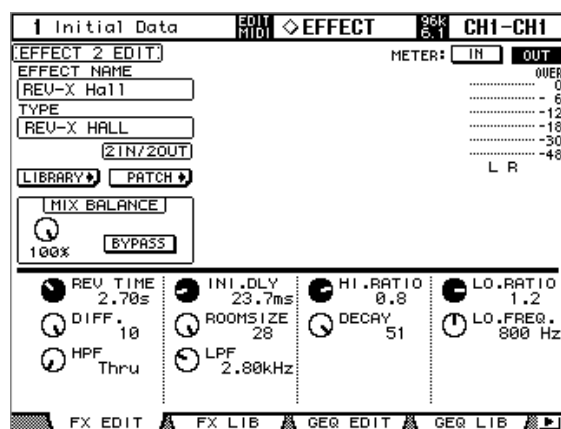 1 Initial Data EDIT MIDI ◇EFFECT 96k 6.1 CH1-CH1
EFFECT 2 EDIT METER: IN OUT
EFFECT NAME OVER
REV-X Hall 0
6
TYPE -12
REV-X HALL -18
2IN/2OUT -30
-48
L R
LIBRARY PATCH
MIX BALANCE
100% BYPASS
REV TIME 2.70s INI.DLY 23.7ms HI.RATIO 0.8 LO.RATIO 1.2
DIFF. 10 ROOMSIZE 28 DECAY 51 LO.FREQ. 800 Hz
HPF Thru LPF 2.80kHz
FX EDIT FX LIB GEQ EDIT GEQ LIB